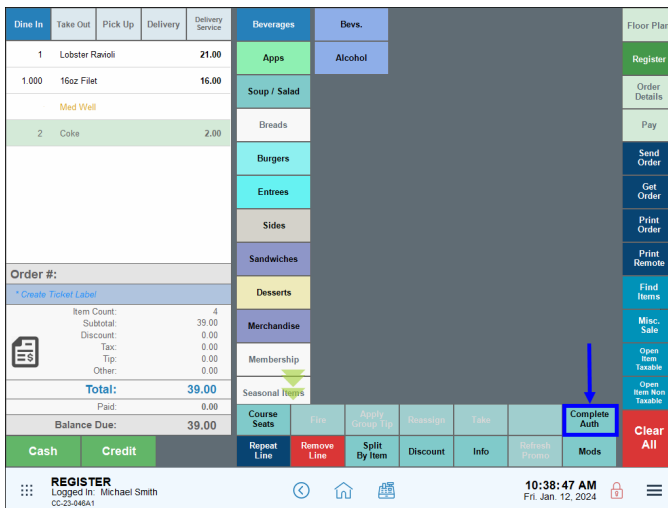 Dine In
Take Out
Pick Up
Delivery
Delivery
Service
1 Lobster Ravioli 21.00
1.000 16oz Filet 16.00
Med Well
2 Coke 2.00
Order #:
* Create Ticket Label
Item Count: 4
Subtotal: 39.00
Discount: 0.00
Tax: 0.00
Tip: 0.00
Other: 0.00
Total: 39.00
Paid: 0.00
Balance Due: 39.00
Cash
Credit
Beverages
Apps
Soup / Salad
Breads
Burgers
Entrees
Sides
Sandwiches
Desserts
Merchandise
Membership
Seasonal Items
Bevs.
Alcohol
Course
Seats
Fire
Apply
Group Tip
Reassign
Take
Complete
Auth
Repeat
Line
Remove
Line
Split
By Item
Discount
Info
Refresh
Promo
Mods
Floor Plan
Register
Order
Details
Pay
Send
Order
Get
Order
Print
Order
Print
Remote
Find
Items
Misc.
Sale
Open
Item
Taxable
Open
Item Non
Taxable
Clear
All
REGISTER
Logged In: Michael Smith
CC-23-046A1
10:38:47 AM
Fri. Jan. 12, 2024